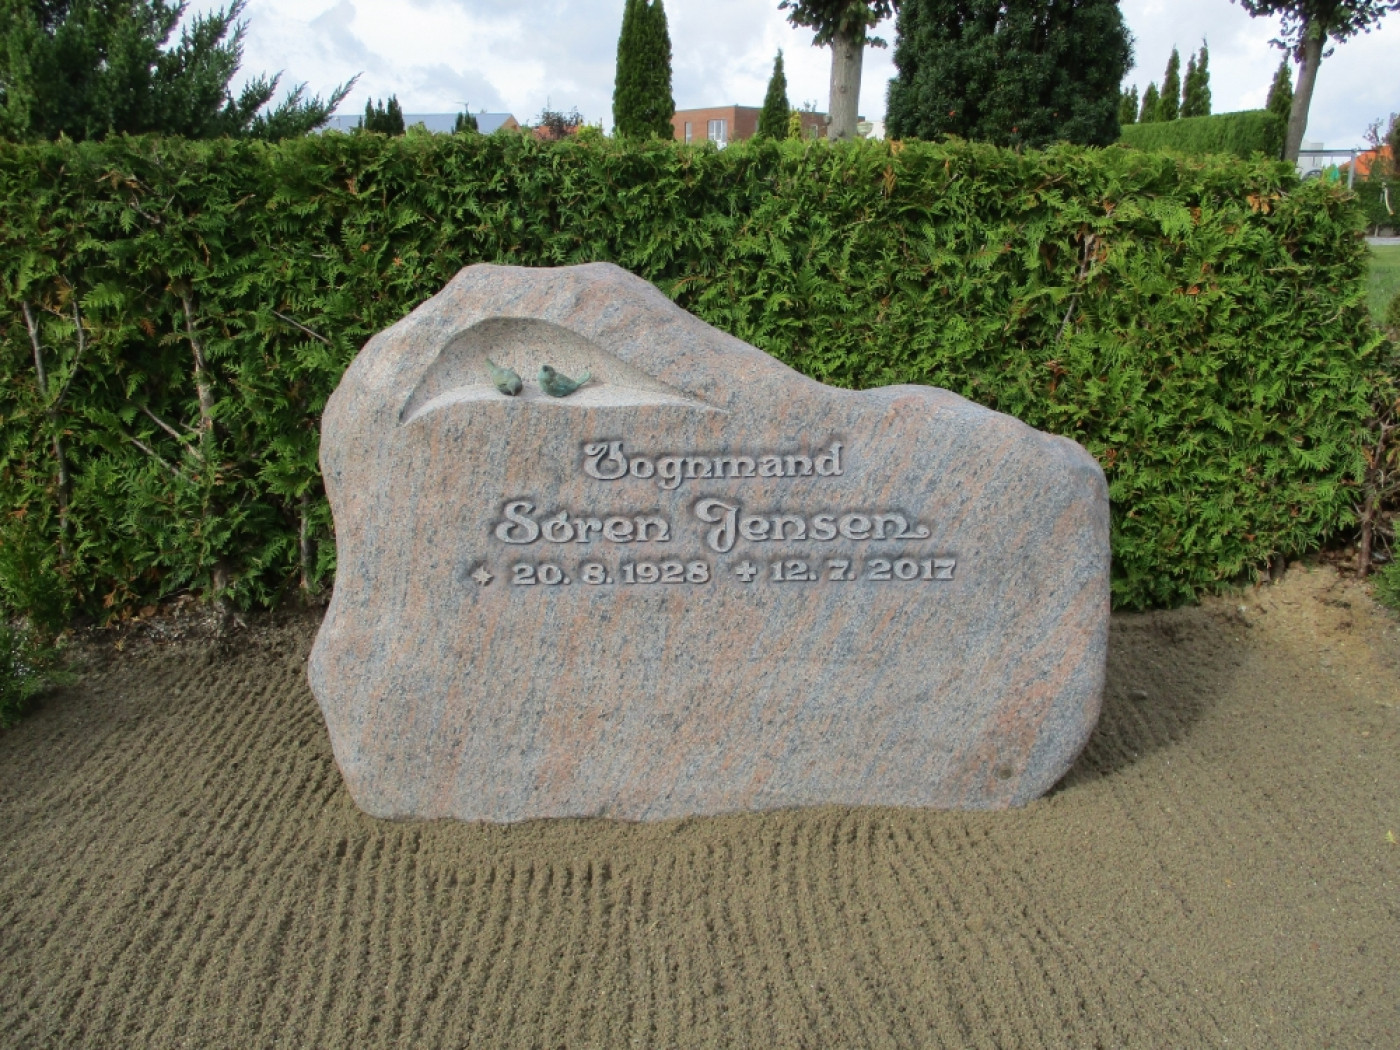 Vognmand
Søren Jensen
* 20. 8. 1928 + 12. 7. 2017